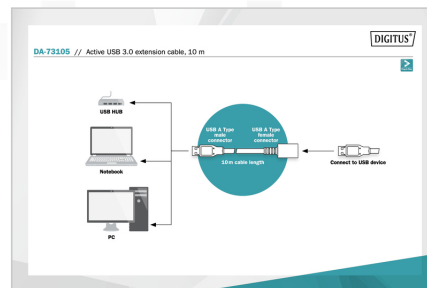 DIGITUS®
DA-73105 // Active USB 3.0 extension cable, 10 m
USB HUB
Notebook
PC
USB A Type
male
connector
USB A Type
female
connector
10 m cable length
Connect to USB device